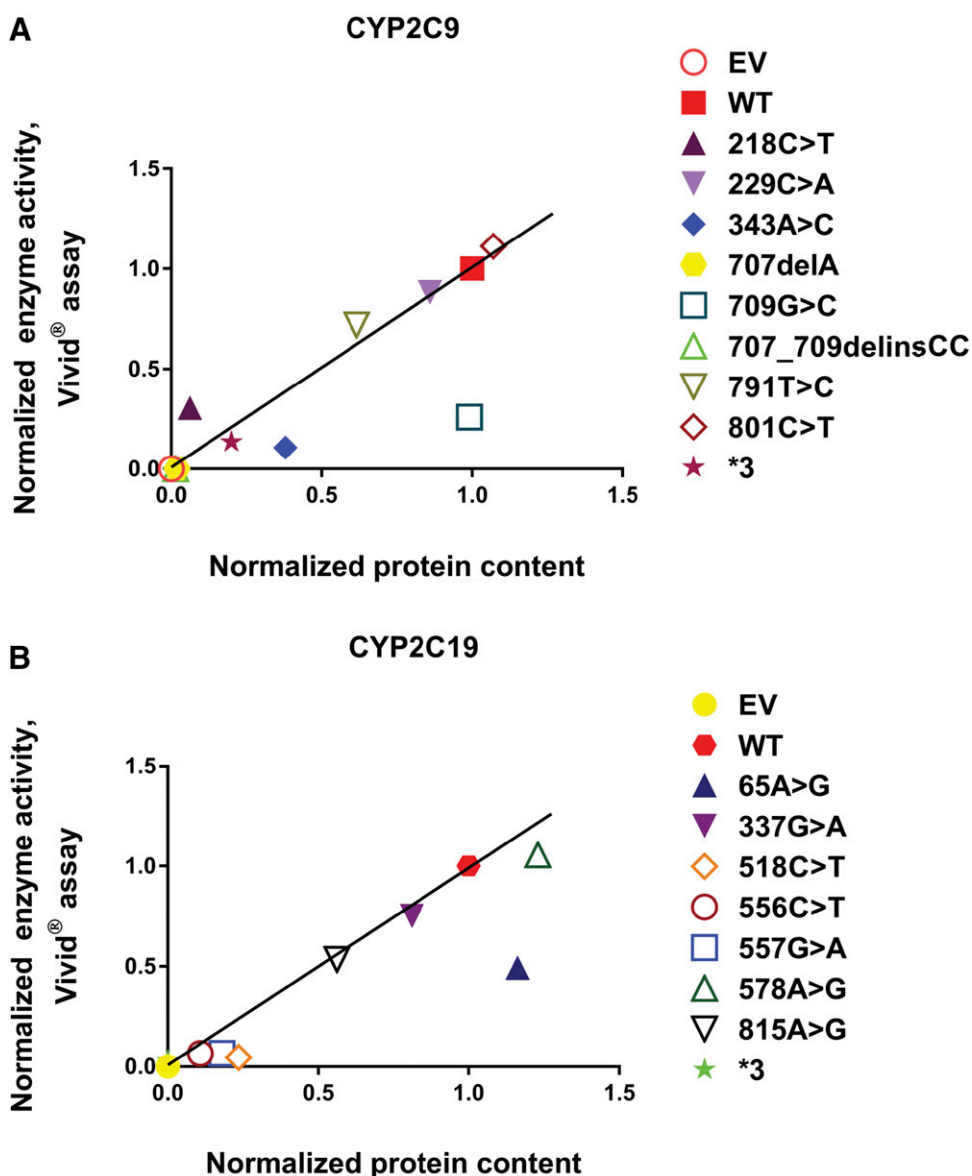 A
CYP2C9
Normalized enzyme activity,
Vivid® assay
1.5
1.0
0.5
0.0
0.0 0.5 1.0 1.5
Normalized protein content
EV
WT
218C>T
229C>A
343A>C
707delA
709G>C
707_709delinsCC
791T>C
801C>T
*3
B
CYP2C19
Normalized enzyme activity,
Vivid® assay
1.5
1.0
0.5
0.0
0.0 0.5 1.0 1.5
Normalized protein content
EV
WT
65A>G
337G>A
518C>T
556C>T
557G>A
578A>G
815A>G
*3